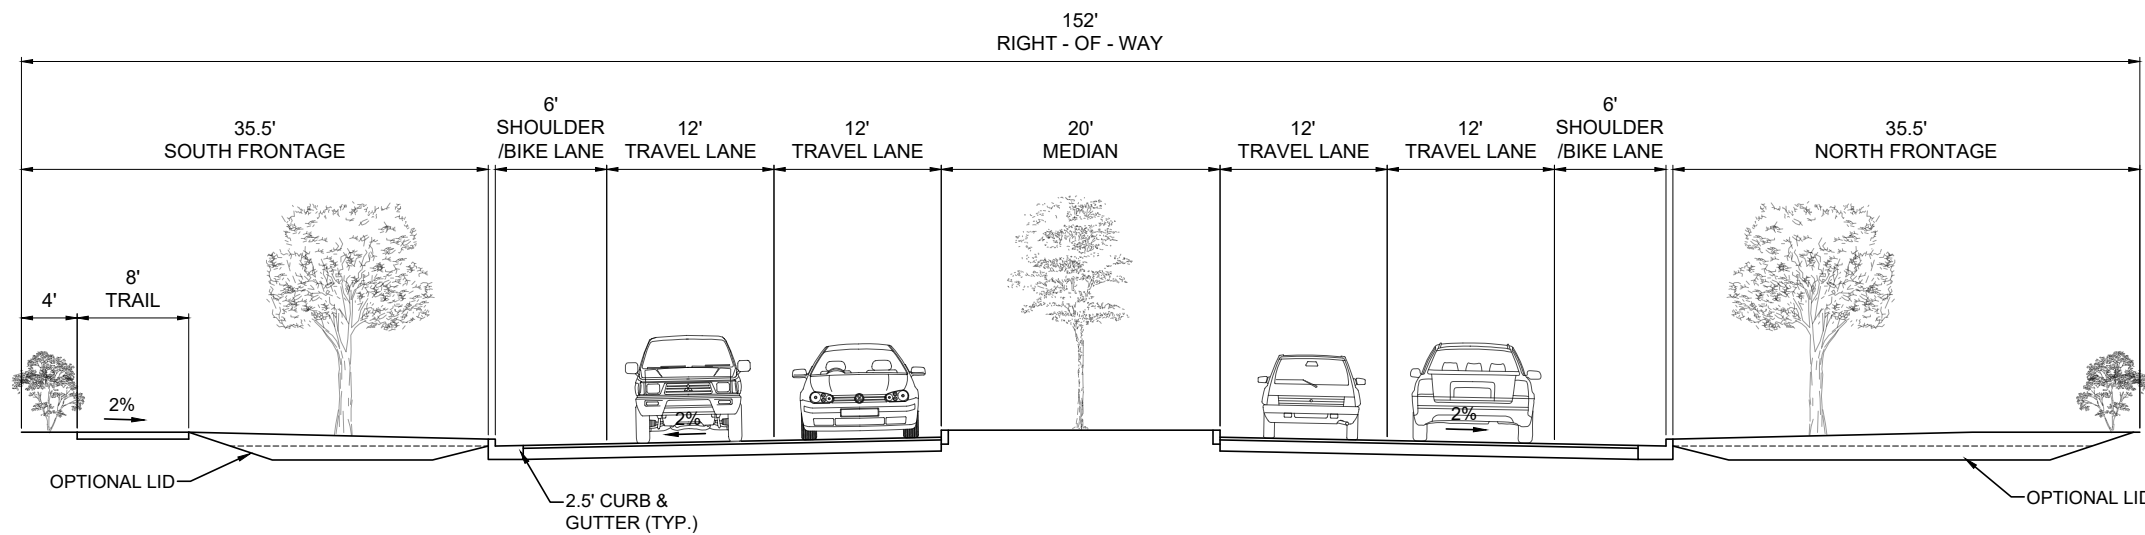 152'
RIGHT - OF - WAY
35.5'
SOUTH FRONTAGE
6'
SHOULDER
/BIKE LANE
12'
TRAVEL LANE
12'
TRAVEL LANE
20'
MEDIAN
12'
TRAVEL LANE
12'
TRAVEL LANE
6'
SHOULDER
/BIKE LANE
35.5'
NORTH FRONTAGE
4'
8'
TRAIL
2%
2%
2%
OPTIONAL LID
2.5' CURB &
GUTTER (TYP.)
OPTIONAL LID